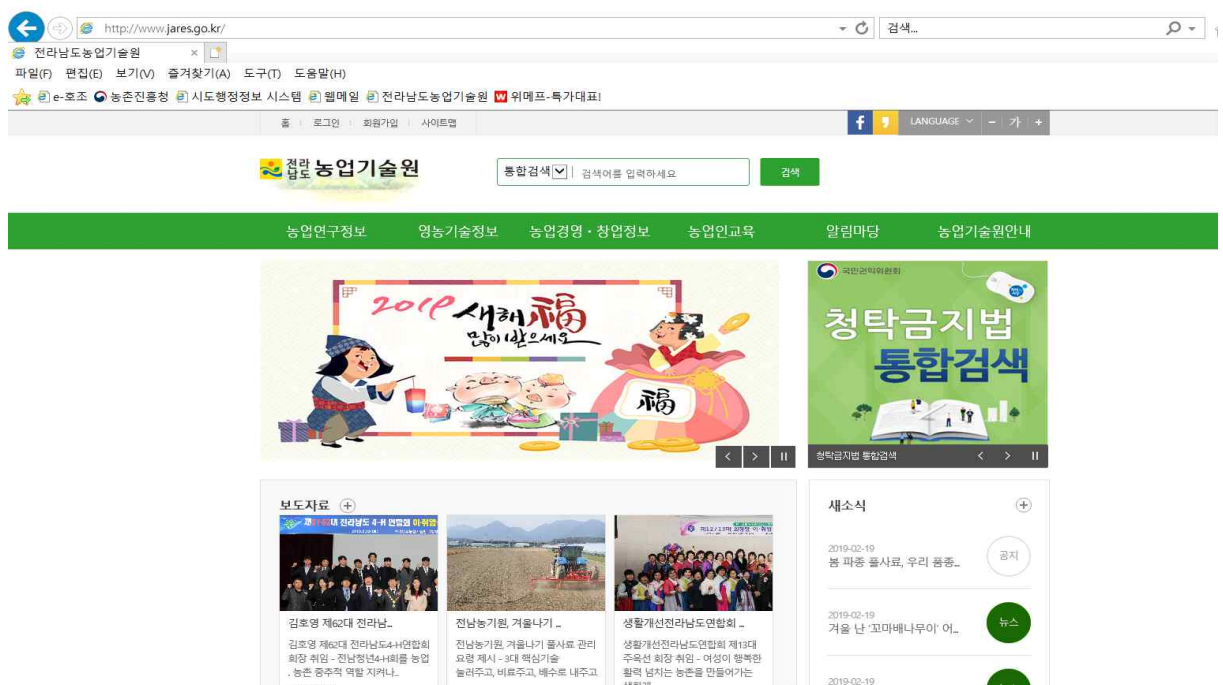 http://www.jares.go.kr/
검색...
전라남도농업기술원
파일(F) 편집(E) 보기(V) 즐겨찾기(A) 도구(T) 도움말(H)
e-호조 농촌진흥청 시도행정정보 시스템 웹메일 전라남도농업기술원 위메프-특가대표!
홈 로그인 회원가입 사이트맵
LANGUAGE - 가 +
전라남도 농업기술원
통합검색 검색어를 입력하세요 검색
농업연구정보 영농기술정보 농업경영·창업정보 농업인교육 알림마당 농업기술원안내
2019 새해 福
많이 받으세요
福
국민권익위원회
청탁금지법
통합검색
청탁금지법 통합검색
보도자료
김호영 제62대 전라남...
김호영 제62대 전라남도4-H연합회
회장 취임 - 전남청년4-H회를 농업
, 농촌 중추적 역할 지켜나...
전남농기원, 겨울나기 ...
전남농기원, 겨울나기 풀사료 관리
요령 제시 - 3대 핵심기술:
눌러주고, 비료주고, 배수로 내주고
생활개선전라남도연합회 ...
생활개선전라남도연합회 제13대
주옥선 회장 취임 - 여성이 행복한
활력 넘치는 농촌을 만들어가는
새소식
2019-02-19
봄 파종 풀사료, 우리 품종...
공지
2019-02-19
겨울 난 '꼬마배나무이' 어...
뉴스
2019-02-19